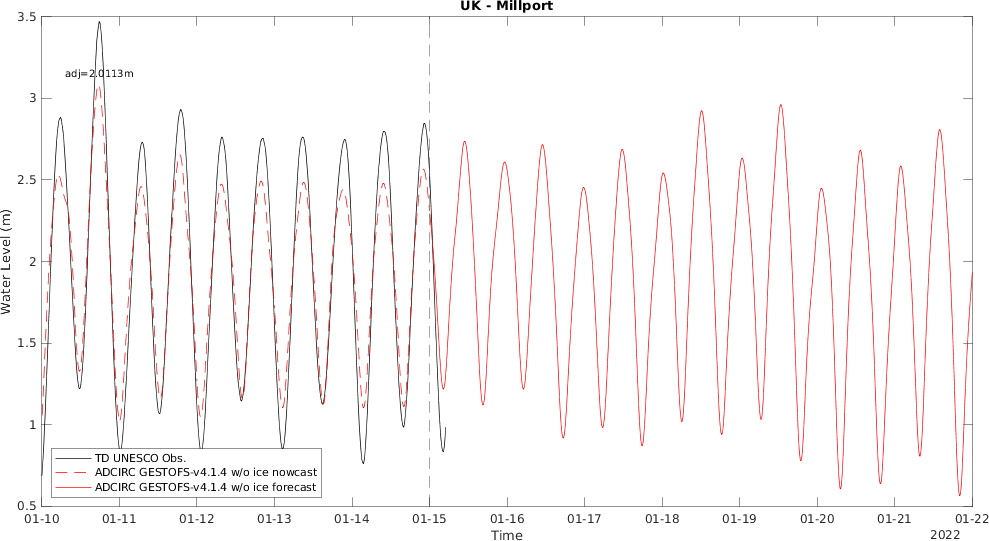 UK - Millport
adj=2.0113m
Water Level (m)
3.5
3
2.5
2
1.5
1
0.5
TD UNESCO Obs.
ADCIRC GESTOFS-v4.1.4 w/o ice nowcast
ADCIRC GESTOFS-v4.1.4 w/o ice forecast
01-10 01-11 01-12 01-13 01-14 01-15 01-16 01-17 01-18 01-19 01-20 01-21 01-22
Time
2022